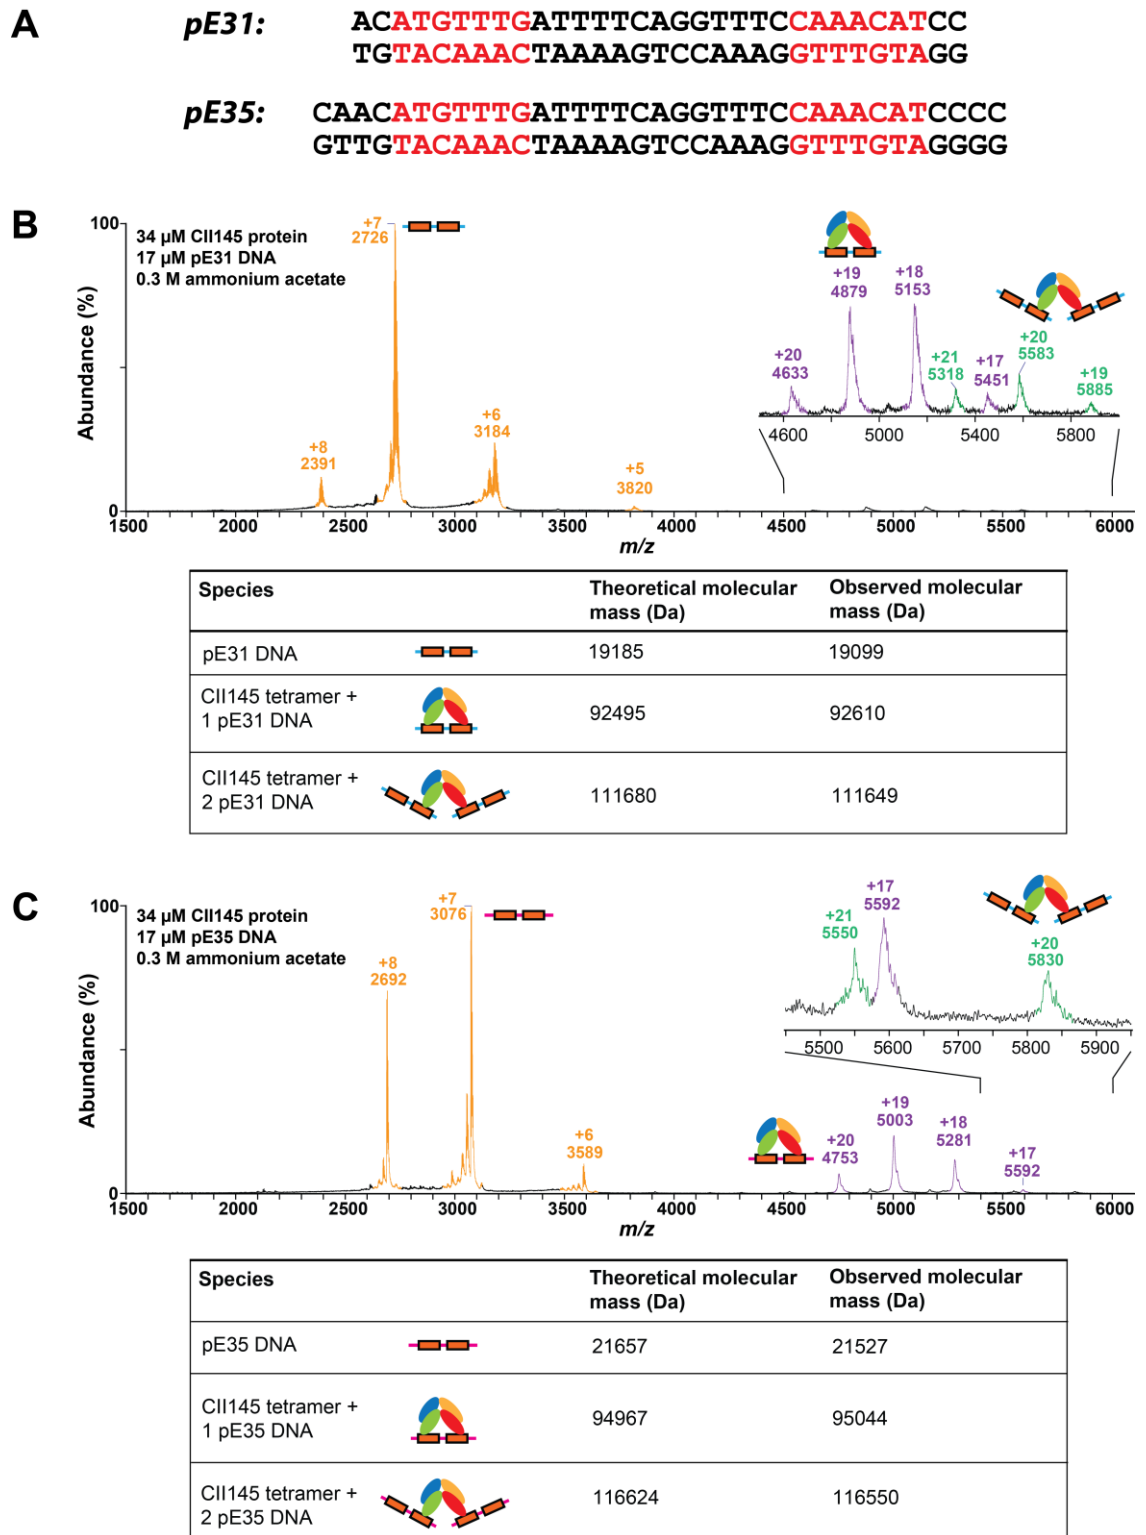 A
pE31:
ACATGTTTGATTTTCAGGTTTCCAAACATCC
TGTACAAACTAAAAGTCCAAAGGTTTGTAGG
pE35:
CAACATGTTTGATTTTCAGGTTTCCAAACATCCCC
GTTGTACAAACTAAAAGTCCAAAGGTTTGTAGGGG
B
34 µM CII145 protein
17 µM pE31 DNA
0.3 M ammonium acetate
Abundance (%)
100
0
+8
2391
+7
2726
+6
3184
+5
3820
+20
4633
+19
4879
+18
5153
+21
5318
+17
5451
+20
5583
+19
5885
4600 5000 5400 5800
1500 2000 2500 3000 3500 4000 4500 5000 5500 6000
m/z
Species Theoretical molecular mass (Da) Observed molecular mass (Da)
pE31 DNA 19185 19099
CII145 tetramer +
1 pE31 DNA 92495 92610
CII145 tetramer +
2 pE31 DNA 111680 111649
C
34 µM CII145 protein
17 µM pE35 DNA
0.3 M ammonium acetate
Abundance (%)
100
0
+8
2692
+7
3076
+6
3589
+21
5550
+17
5592
+20
5830
5500 5600 5700 5800 5900
+20
4753
+19
5003
+18
5281
+17
5592
1500 2000 2500 3000 3500 4000 4500 5000 5500 6000
m/z
Species Theoretical molecular mass (Da) Observed molecular mass (Da)
pE35 DNA 21657 21527
CII145 tetramer +
1 pE35 DNA 94967 95044
CII145 tetramer +
2 pE35 DNA 116624 116550